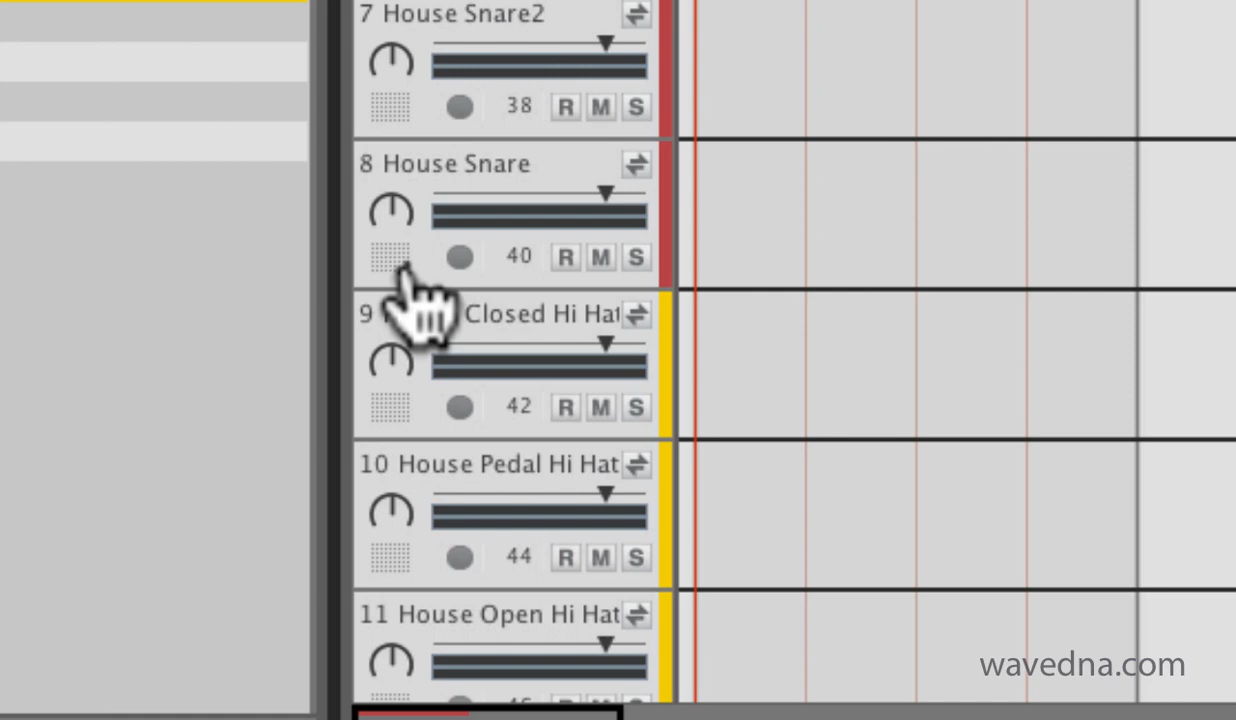 7 House Snare2
38 R M S
8 House Snare
40 R M S
9 Closed Hi Hat
42 R M S
10 House Pedal Hi Hat
44 R M S
11 House Open Hi Hat
wavedna.com